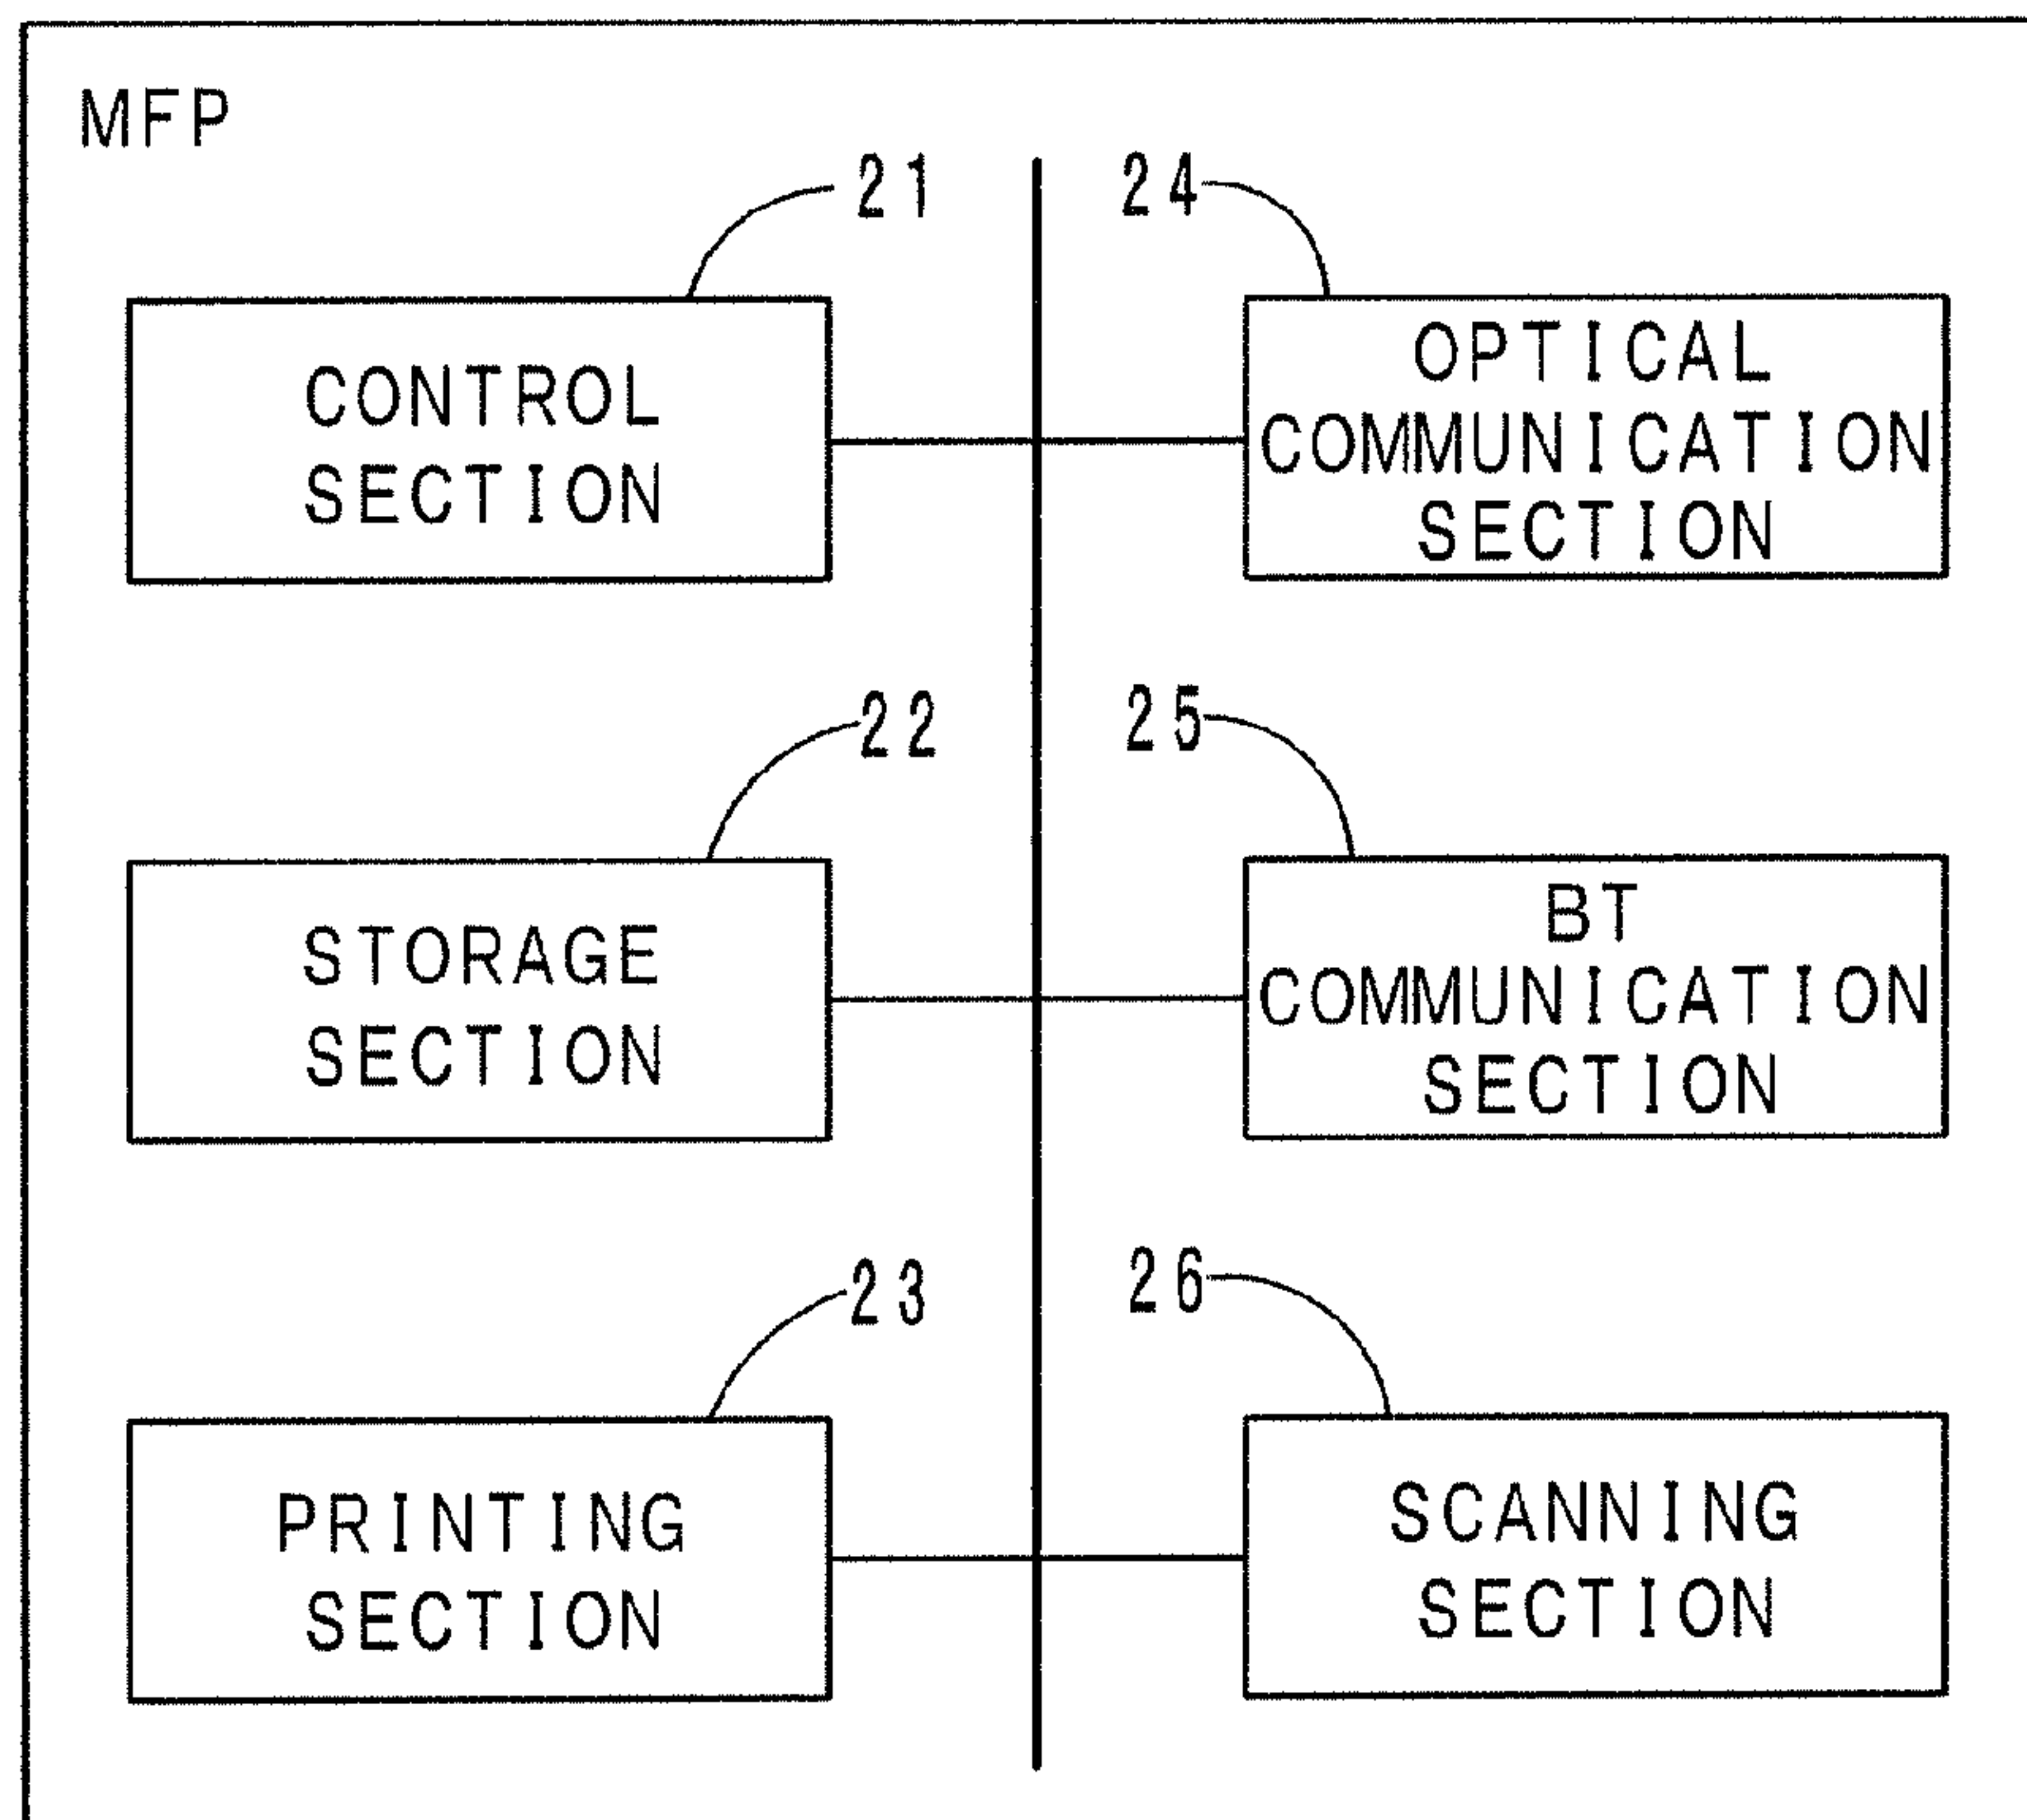 MFP
21
CONTROL
SECTION
24
OPTICAL
COMMUNICATION
SECTION
22
STORAGE
SECTION
25
BT
COMMUNICATION
SECTION
23
PRINTING
SECTION
26
SCANNING
SECTION